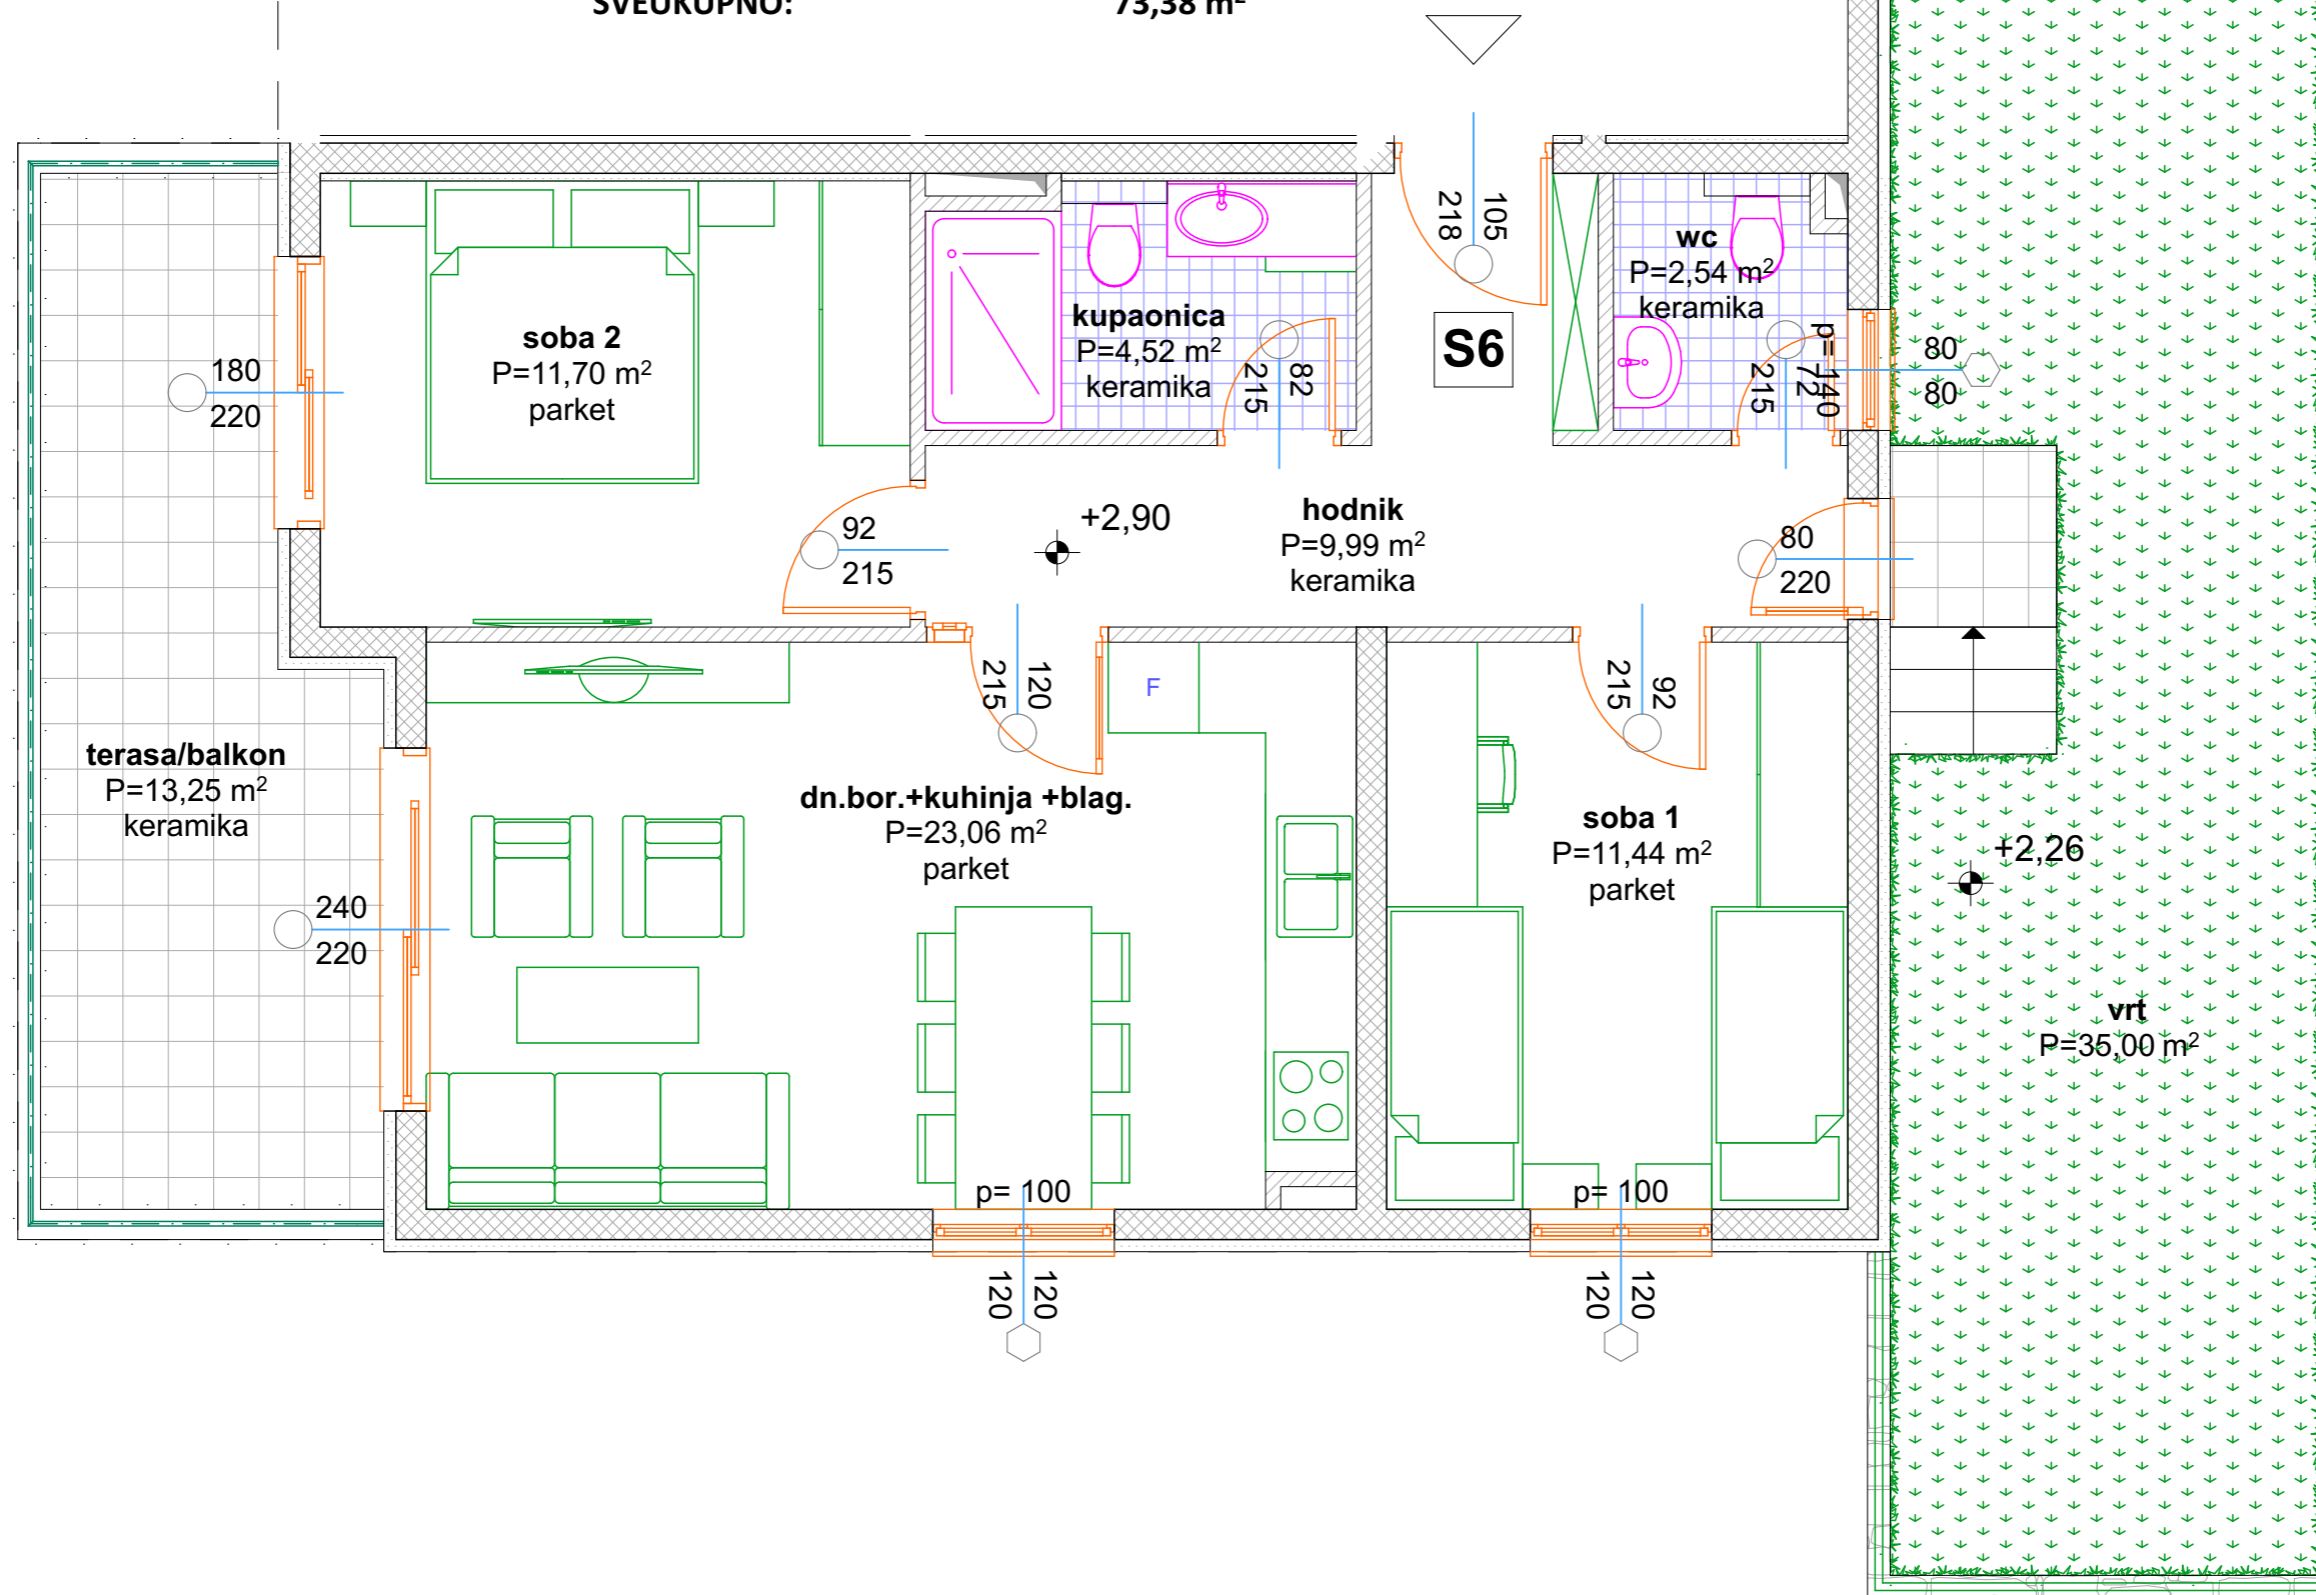 SVEUKUPNO: 73,38 m²
105
218
wc
P=2,54 m²
keramika
kupaonica
P=4,52 m²
keramika
soba 2
P=11,70 m²
parket
S6
p= 140
80
80
180
220
82
215
72
215
hodnik
P=9,99 m²
keramika
+2,90
92
215
80
220
120
215
F
92
215
terasa/balkon
P=13,25 m²
keramika
dn.bor.+kuhinja +blag.
P=23,06 m²
parket
soba 1
P=11,44 m²
parket
+2,26
240
220
vrt
P=35,00 m²
p= 100
p= 100
120
120
120
120